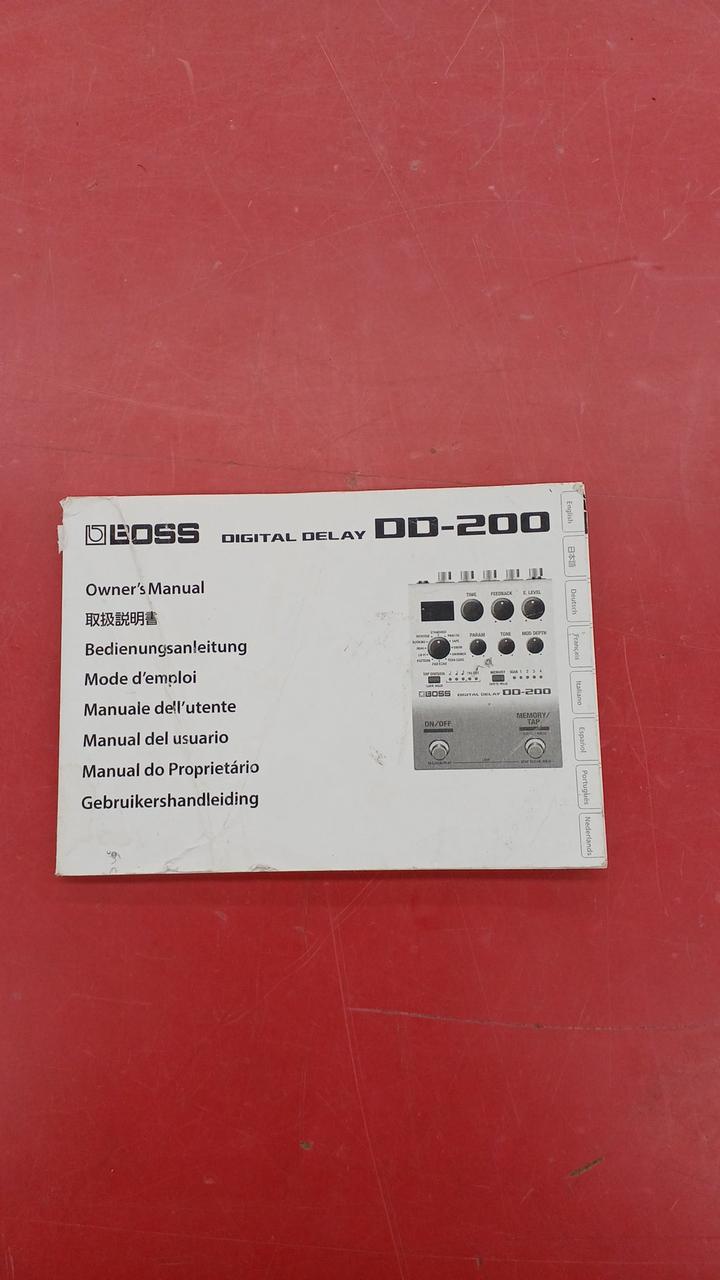 BOSS DIGITAL DELAY DD-200
Owner's Manual
取扱説明書
Bedienungsanleitung
Mode d'emploi
Manuale dell'utente
Manual del usuario
Manual do Proprietário
Gebruikershandleiding
TIME FEEDBACK E. LEVEL
PARAM TONE MOD DEPTH
MEMORY
BOSS DIGITAL DELAY DD-200
ON/OFF
MEMORY/
TAP
English
日本語
Deutsch
Français
Italiano
Español
Português
Nederlands